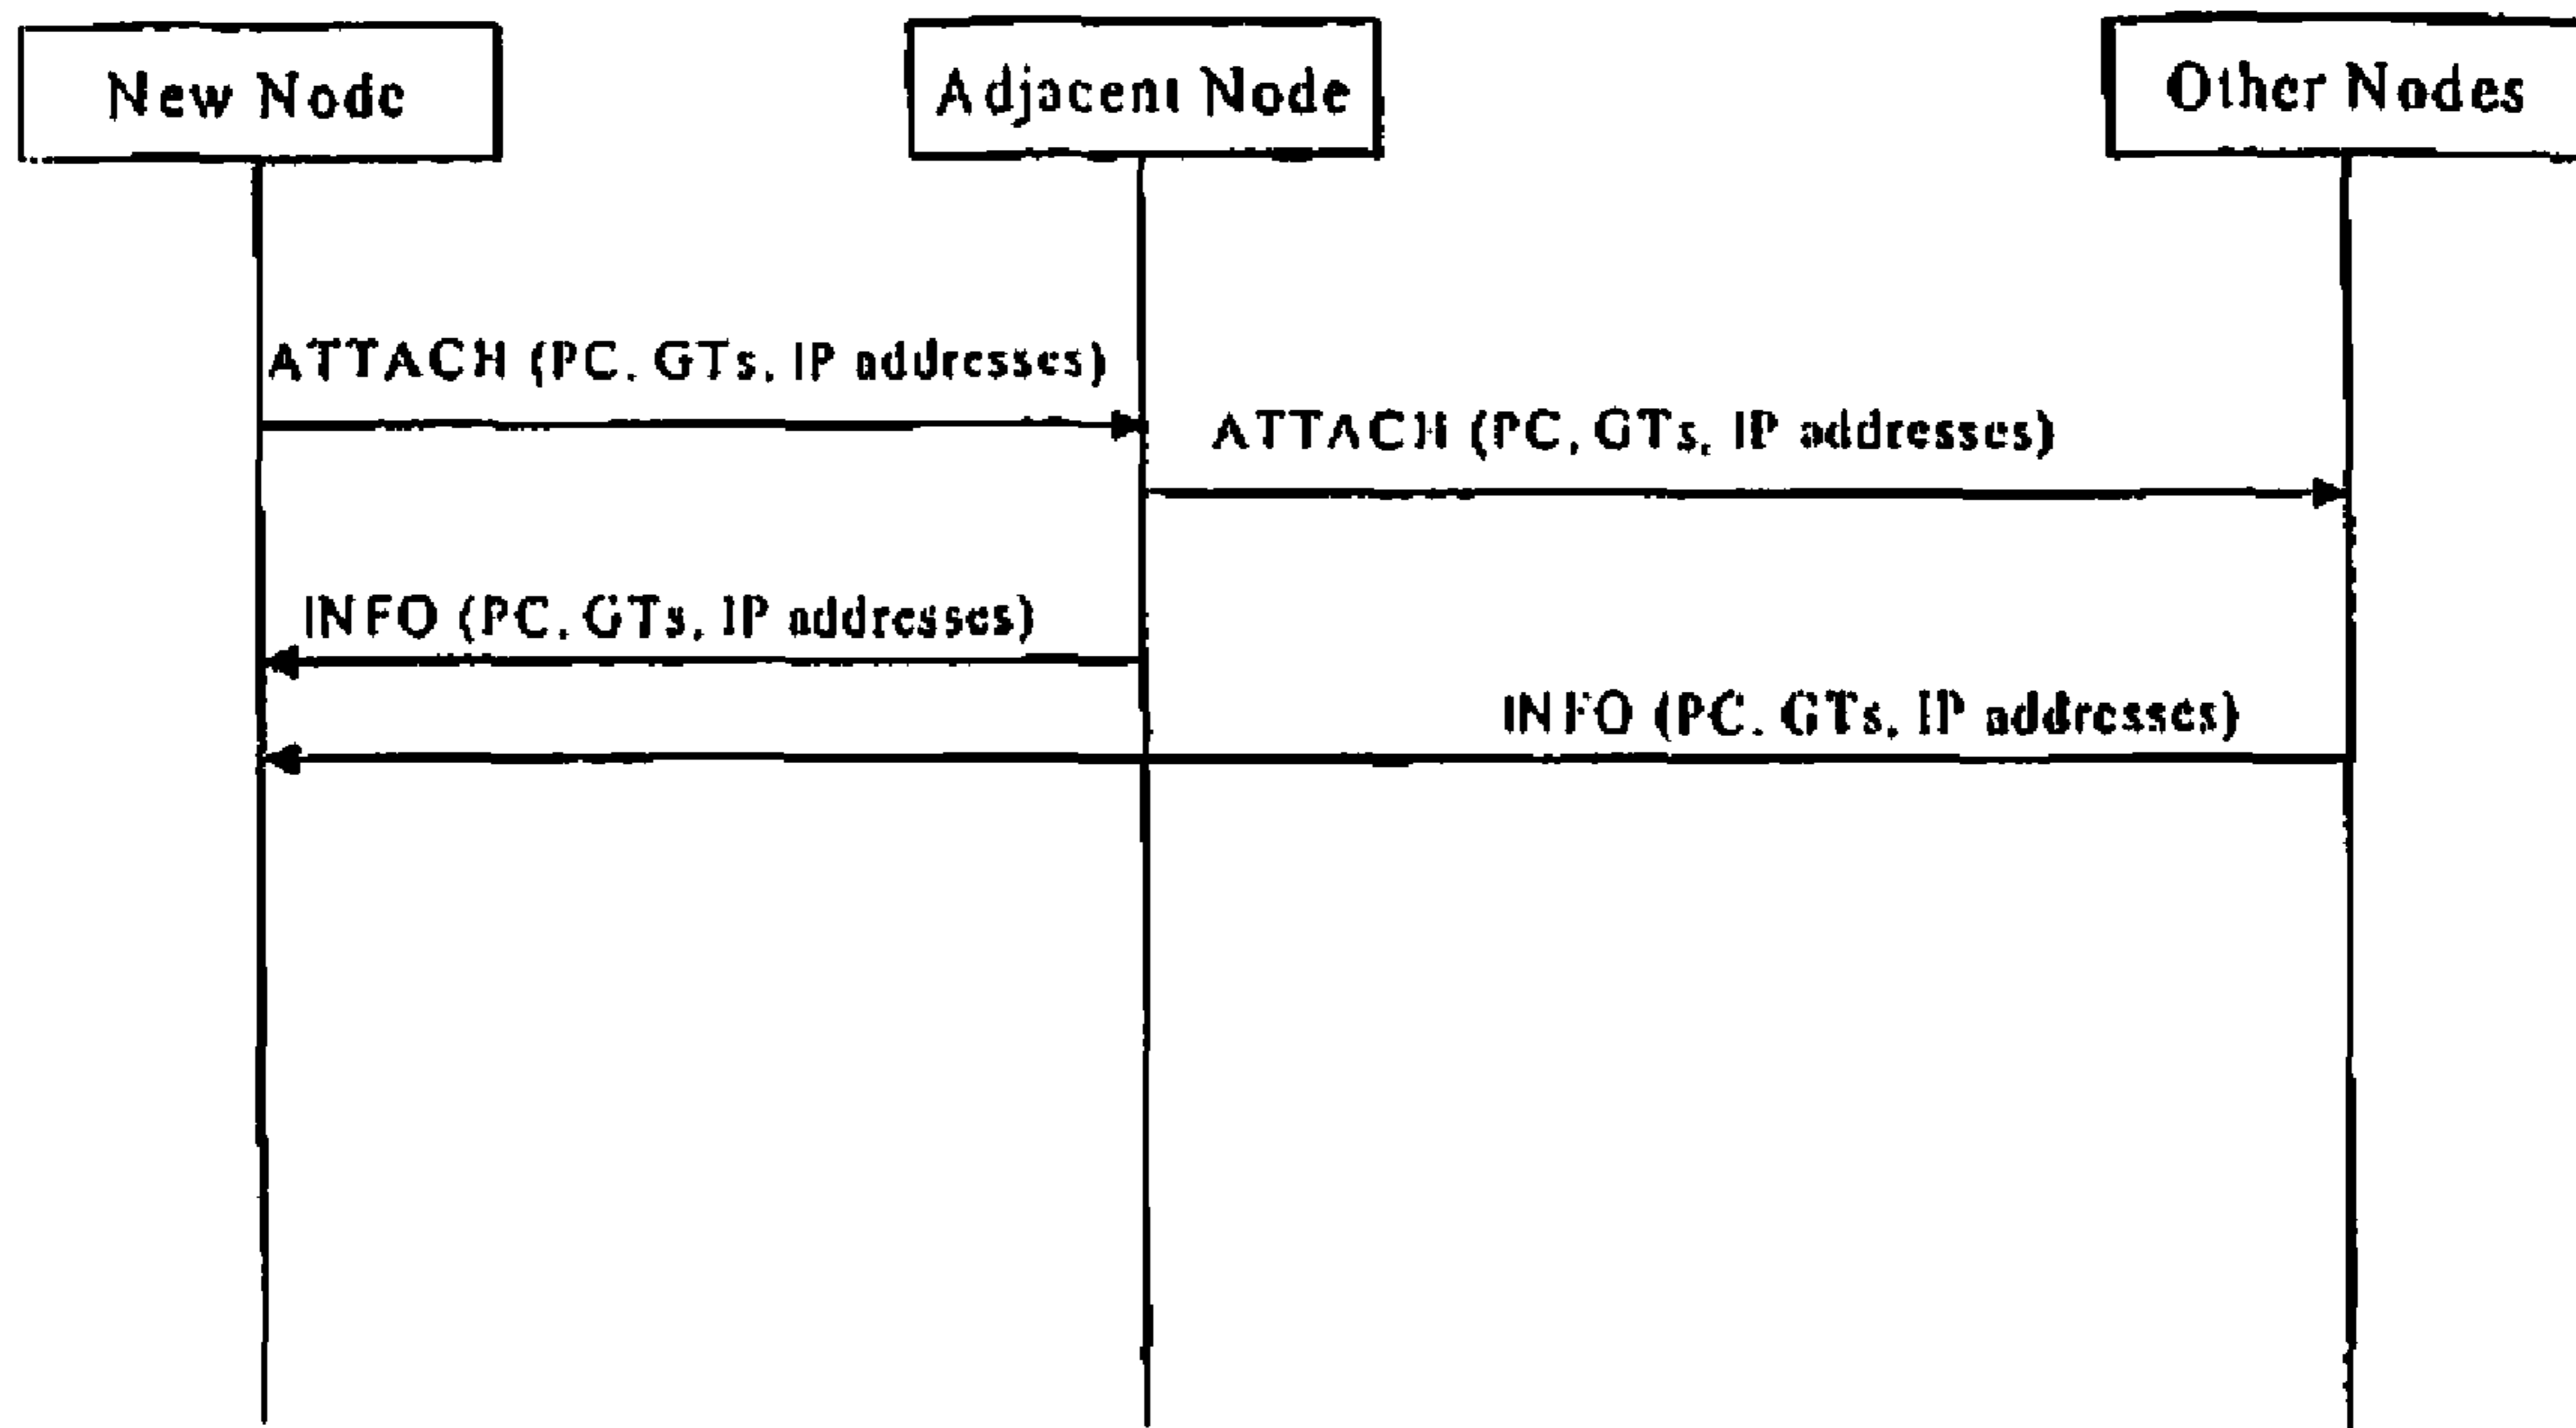 New Node
Adjacent Node
Other Nodes
ATTACH (PC, GTs, IP addresses)
ATTACH (PC, GTs, IP addresses)
INFO (PC, GTs, IP addresses)
INFO (PC, GTs, IP addresses)